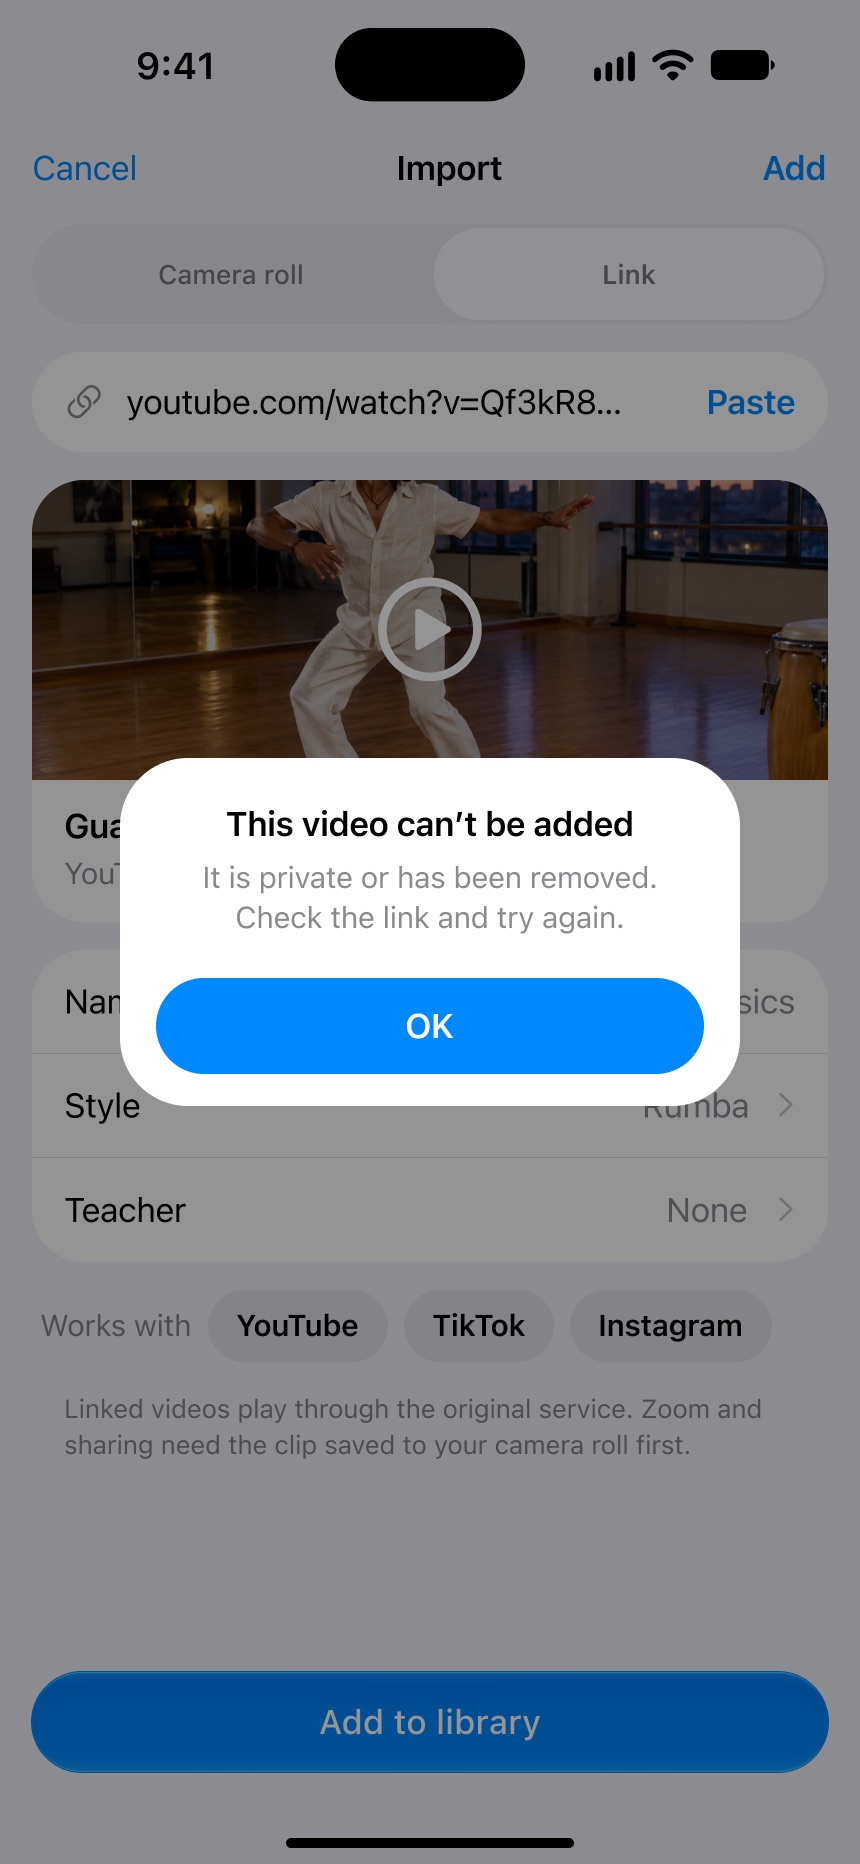 9:41
Cancel
Import
Add
Camera roll
Link
youtube.com/watch?v=Qf3kR8...
Paste
This video can’t be added
It is private or has been removed.
Check the link and try again.
OK
Style
Rumba
Teacher
None
Works with
YouTube
TikTok
Instagram
Linked videos play through the original service. Zoom and
sharing need the clip saved to your camera roll first.
Add to library